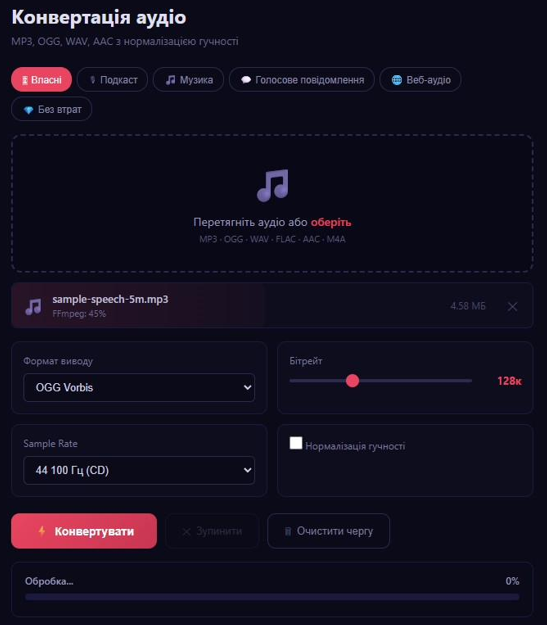 Конвертація аудіо
MP3, OGG, WAV, AAC з нормалізацією гучності
Власні
Подкаст
Музика
Голосове повідомлення
Веб-аудіо
Без втрат
Перетягніть аудіо або оберіть
MP3 · OGG · WAV · FLAC · AAC · M4A
sample-speech-5m.mp3
FFmpeg: 45%
4.58 МБ
Формат виводу
OGG Vorbis
Бітрейт
128к
Sample Rate
44 100 Гц (CD)
Нормалізація гучності
Конвертувати
Зупинити
Очистити чергу
Обробка...
0%